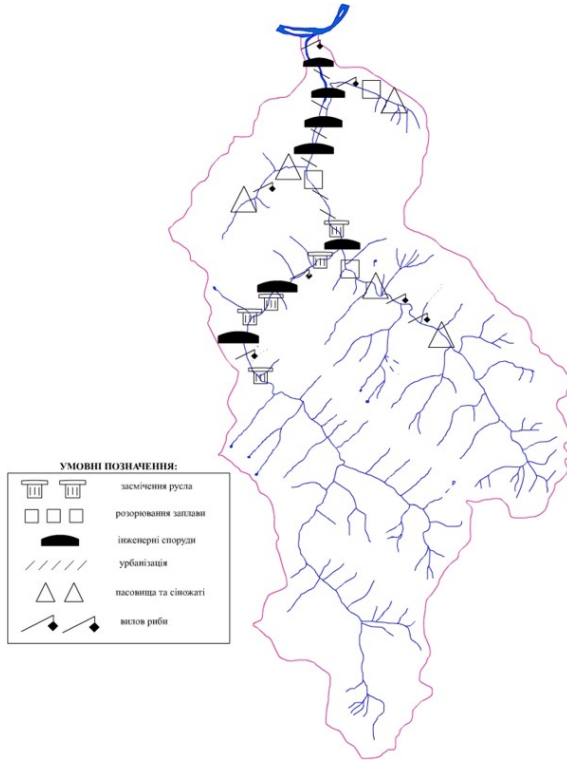 УМОВНІ ПОЗНАЧЕННЯ:
засмічення русла
розорювання заплави
інженерні споруди
урбанізація
пасовища та сіножаті
вилов риби